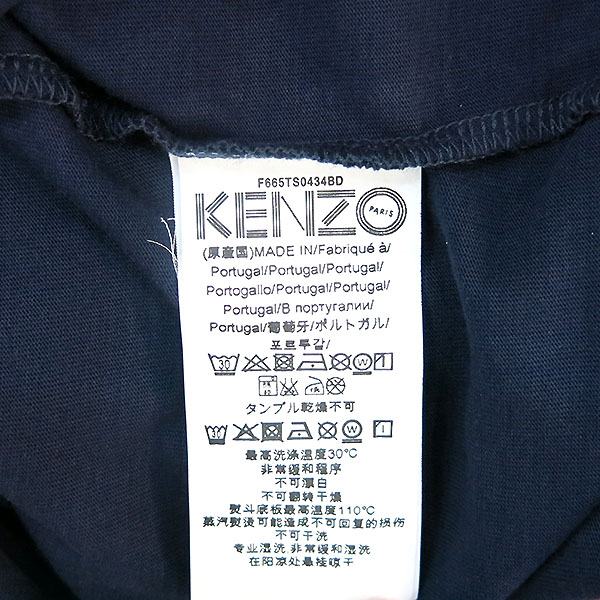 F665TS0434BD
KENZO
PARIS
(原産国)MADE IN/Fabriqué à/
Portugal/Portugal/Portugal/
Portogallo/Portugal/Portugal/
Portugal/В португалии/
Portugal/葡萄牙/ポルトガル/
포르투갈/
30 W
タンブル乾燥不可
30 W
最高洗涤温度30°C
非常缓和程序
不可漂白
不可翻转干燥
熨斗底板最高温度110°C
蒸汽熨烫可能造成不可回复的损伤
不可干洗
专业湿洗 非常缓和湿洗
在阴凉处悬挂晾干